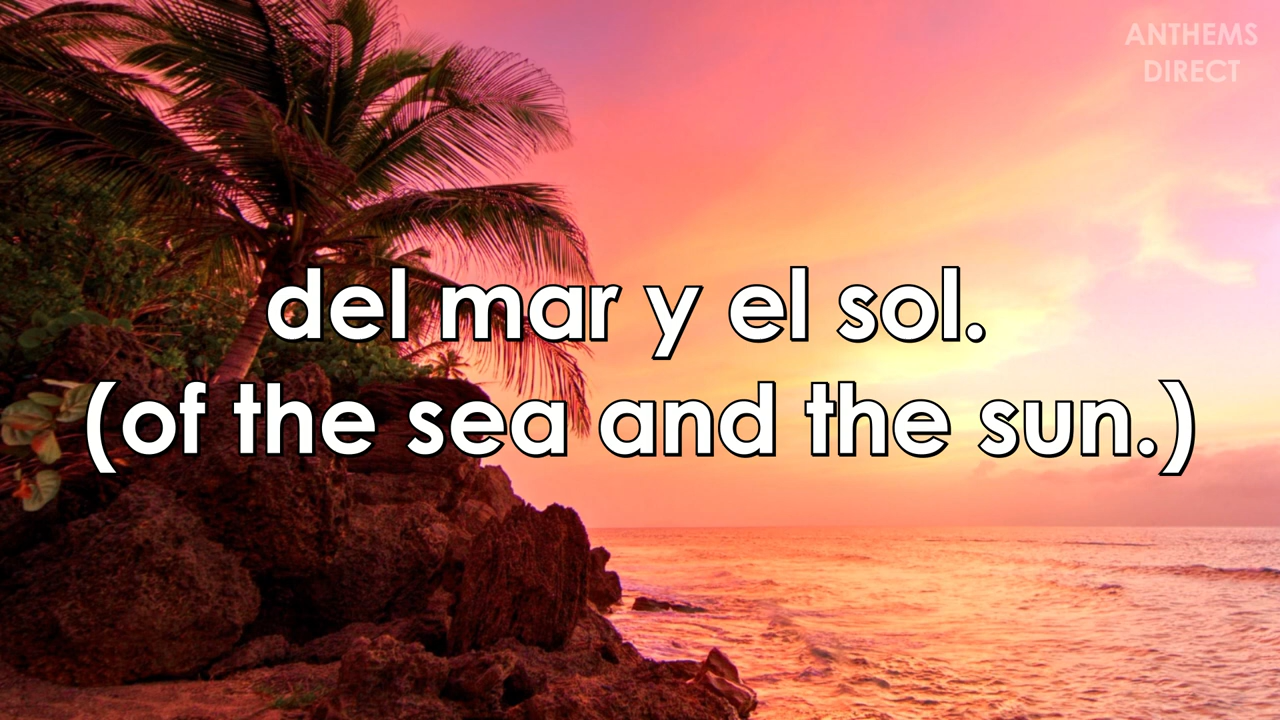 ANTHEMS
DIRECT
del mar y el sol.
(of the sea and the sun.)